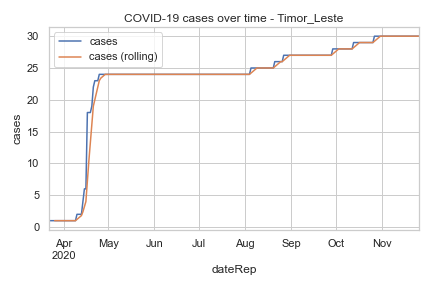 COVID-19 cases over time - Timor_Leste
cases
cases (rolling)
30
25
20
15
10
5
0
cases
Apr
2020
May
Jun
Jul
Aug
Sep
Oct
Nov
dateRep